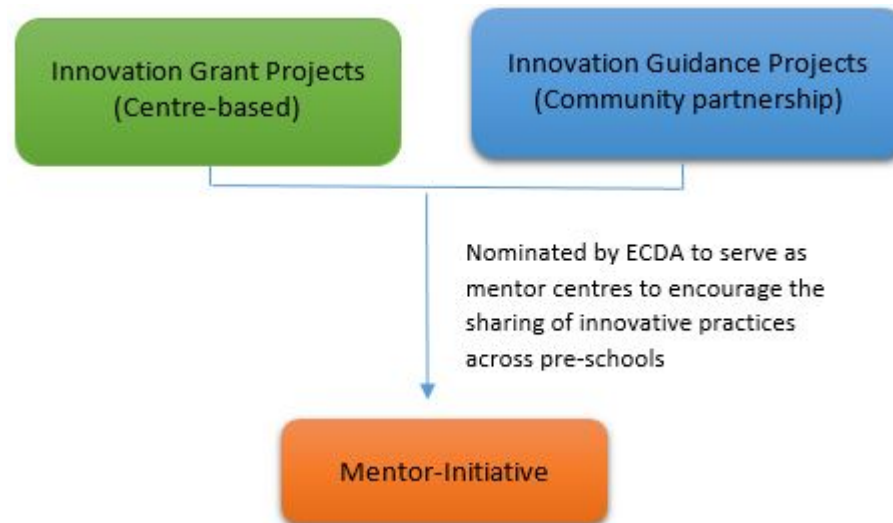 Innovation Grant Projects
(Centre-based)
Innovation Guidance Projects
(Community partnership)
Nominated by ECDA to serve as
mentor centres to encourage the
sharing of innovative practices
across pre-schools
Mentor-Initiative